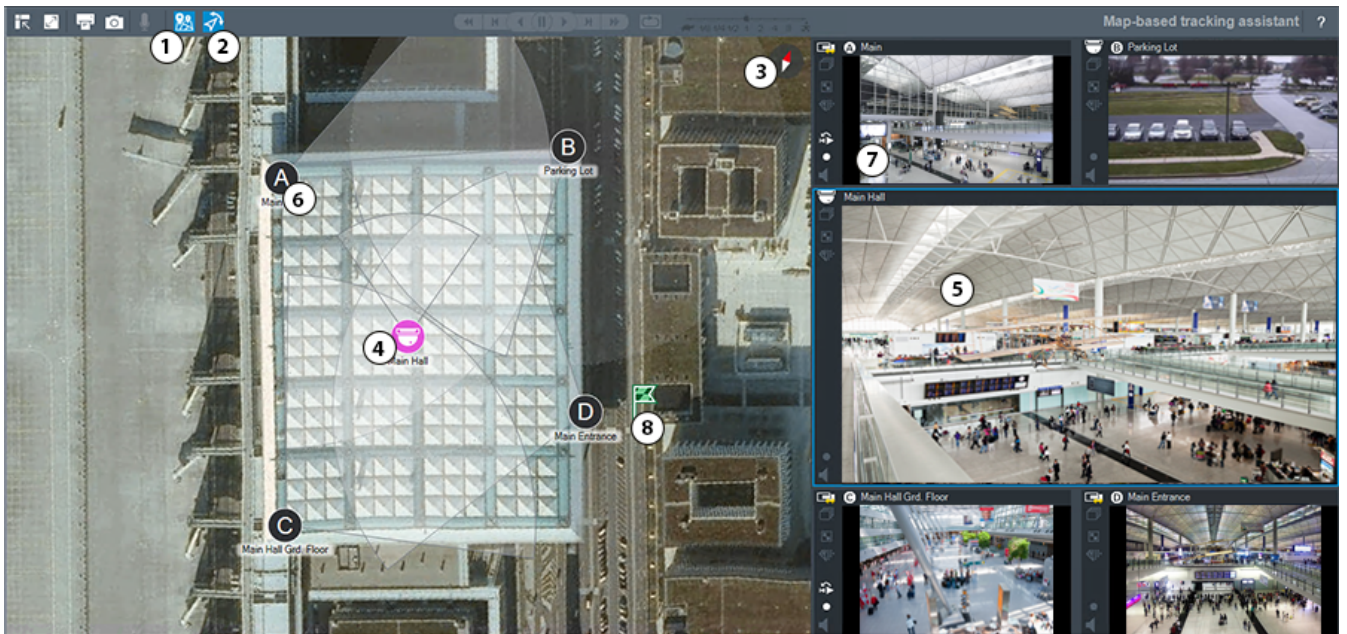 Map-based tracking assistant ?
1
2
3
A Main
B Parking Lot
7
B
Parking Lot
A
Main
6
Main Hall
5
4
Main Hall
D
Main Entrance
8
C
Main Hall Grd. Floor
C Main Hall Grd. Floor
D Main Entrance